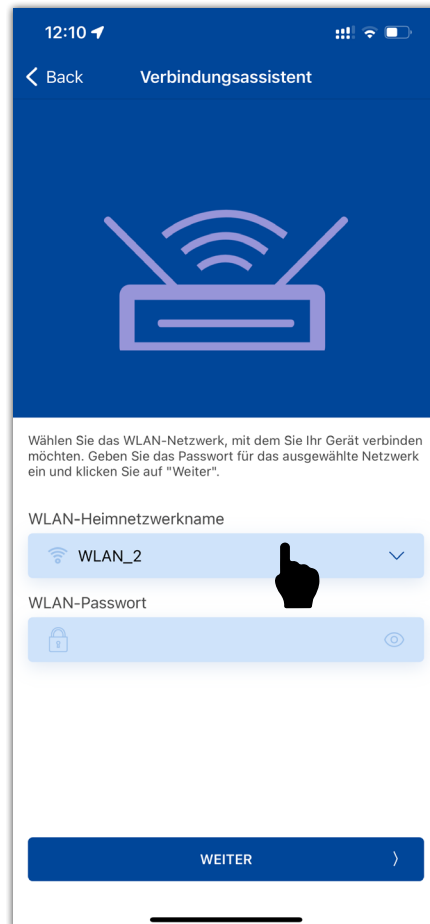 12:10
Back
Verbindungsassistent
Wählen Sie das WLAN-Netzwerk, mit dem Sie Ihr Gerät verbinden
möchten. Geben Sie das Passwort für das ausgewählte Netzwerk
ein und klicken Sie auf "Weiter".
WLAN-Heimnetzwerkname
WLAN_2
WLAN-Passwort
WEITER